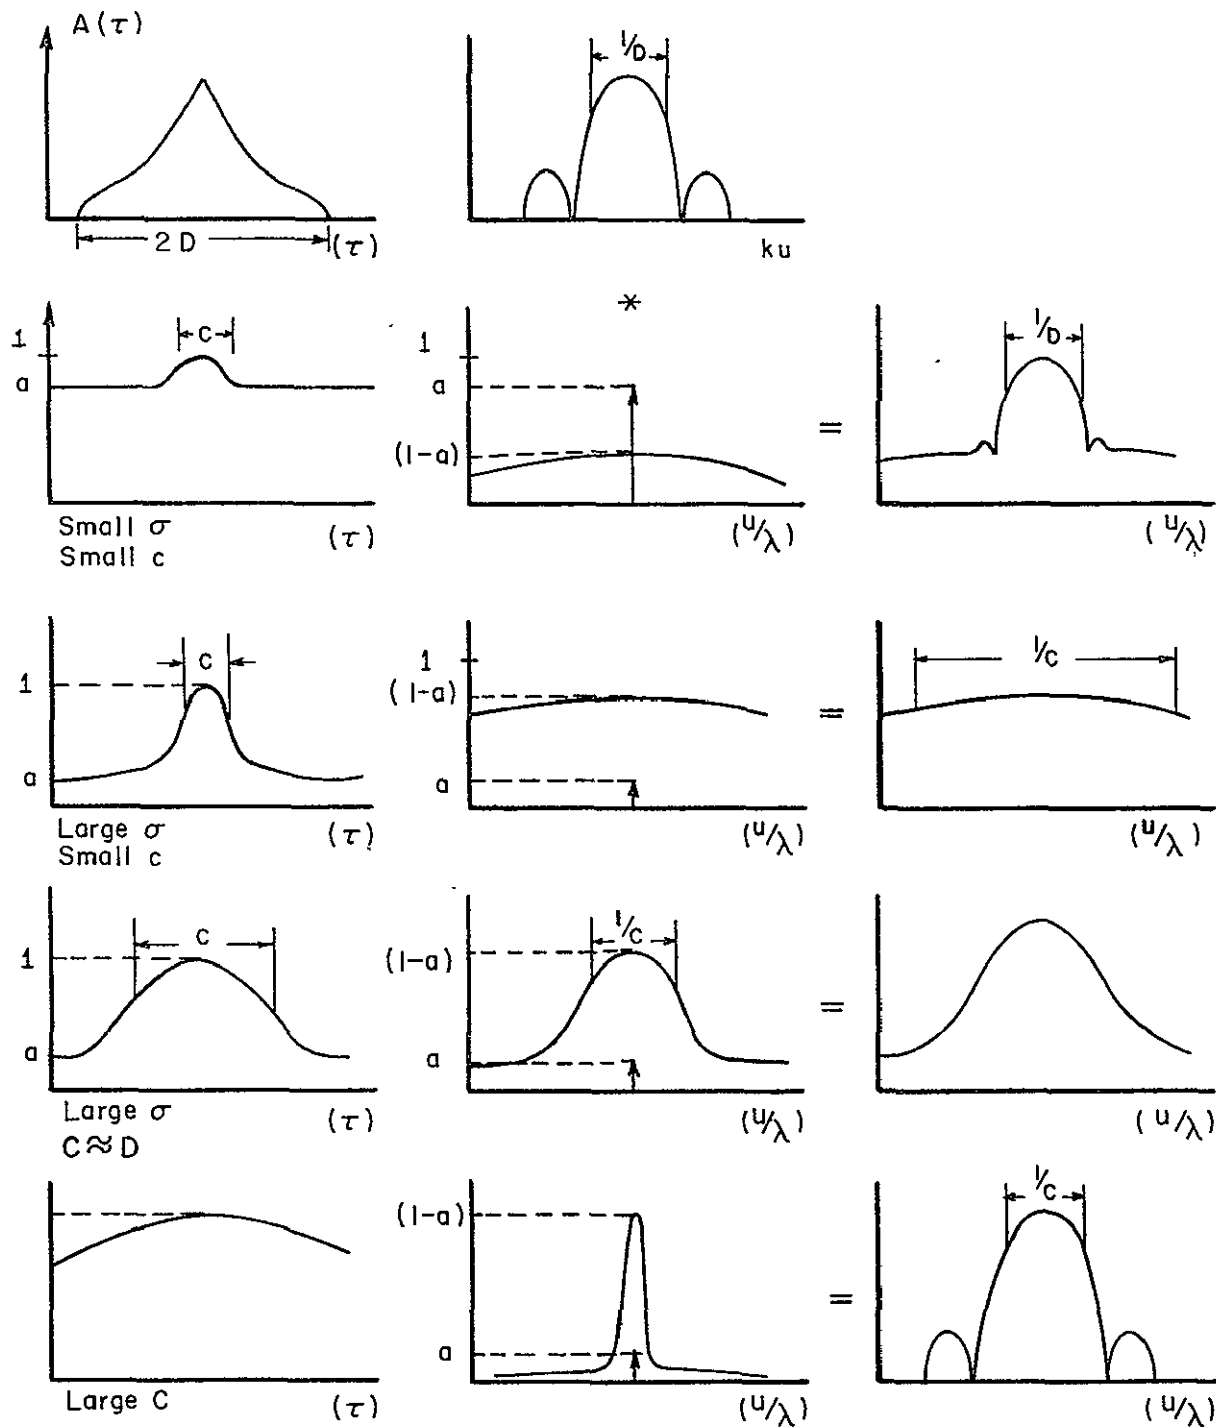 A(τ)
1/D
2D
(τ)
ku
*
1
a
C
1
a
(1-a)
1/D
=
Small σ
Small c
(τ)
(u/λ)
(u/λ)
1
a
C
1
(1-a)
a
=
1/C
Large σ
Small c
(τ)
(u/λ)
(u/λ)
1
a
C
(1-a)
a
1/C
=
Large σ
C≈D
(τ)
(u/λ)
(u/λ)
(1-a)
a
=
1/C
Large C
(τ)
(u/λ)
(u/λ)